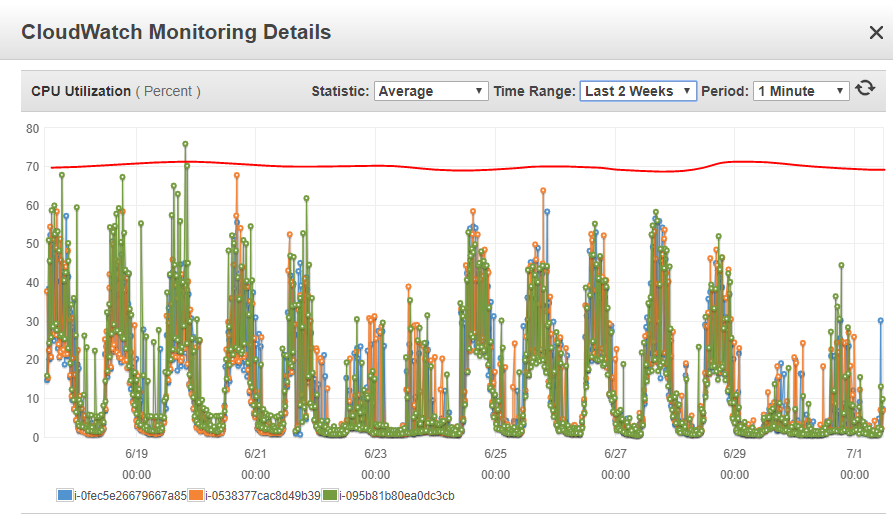 CloudWatch Monitoring Details
CPU Utilization ( Percent ) Statistic: Average Time Range: Last 2 Weeks Period: 1 Minute
80
70
60
50
40
30
20
10
0
6/19 6/21 6/23 6/25 6/27 6/29 7/1
00:00 00:00 00:00 00:00 00:00 00:00 00:00
i-0fec5e26679667a85 i-0538377cac8d49b39 i-095b81b80ea0dc3cb